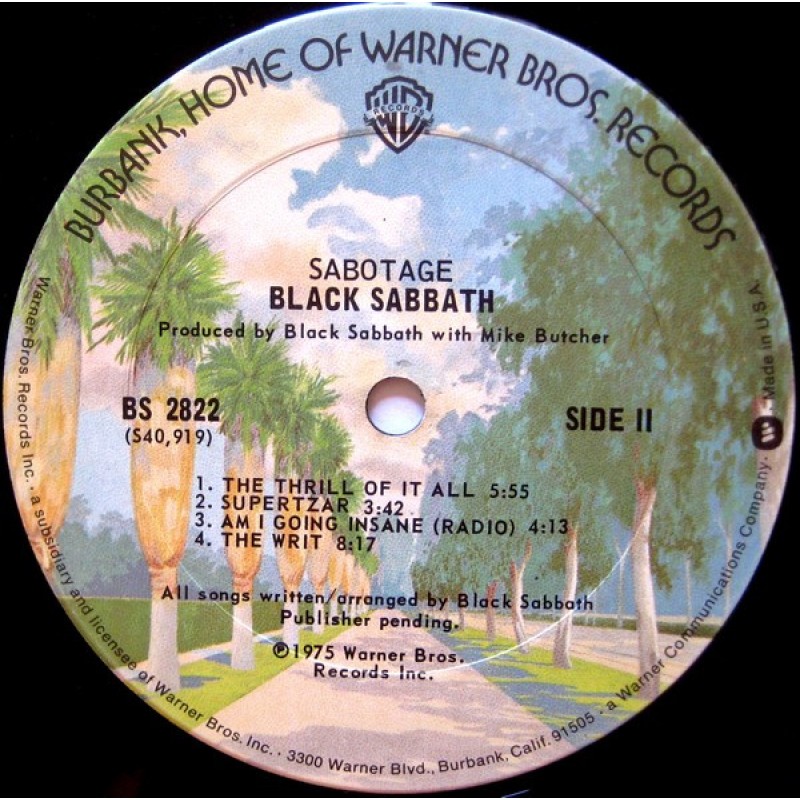 BURBANK, HOME OF WARNER BROS. RECORDS
W RECORDS
SABOTAGE
BLACK SABBATH
Produced by Black Sabbath with Mike Butcher
BS 2822
(S40,919)
SIDE II
1. THE THRILL OF IT ALL 5:55
2. SUPERTZAR 3:42
3. AM I GOING INSANE (RADIO) 4:13
4. THE WRIT 8:17
All songs written/arranged by Black Sabbath
Publisher pending.
℗1975 Warner Bros.
Records Inc.
Warner Bros. Records Inc. · a subsidiary and licensee of Warner Bros. Inc. · 3300 Warner Blvd., Burbank, Calif. 91505 · a Warner Communications Company · Made in U.S.A.